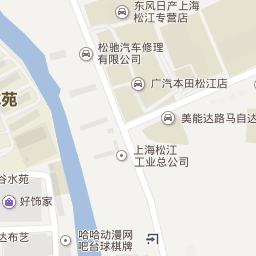 东风日产上海
松江专营店
松驰汽车修理
有限公司
广汽本田松江店
美能达路马自达
苑
上海松江
工业总公司
谷水苑
好饰家
达布艺
哈哈动漫网
吧台球棋牌